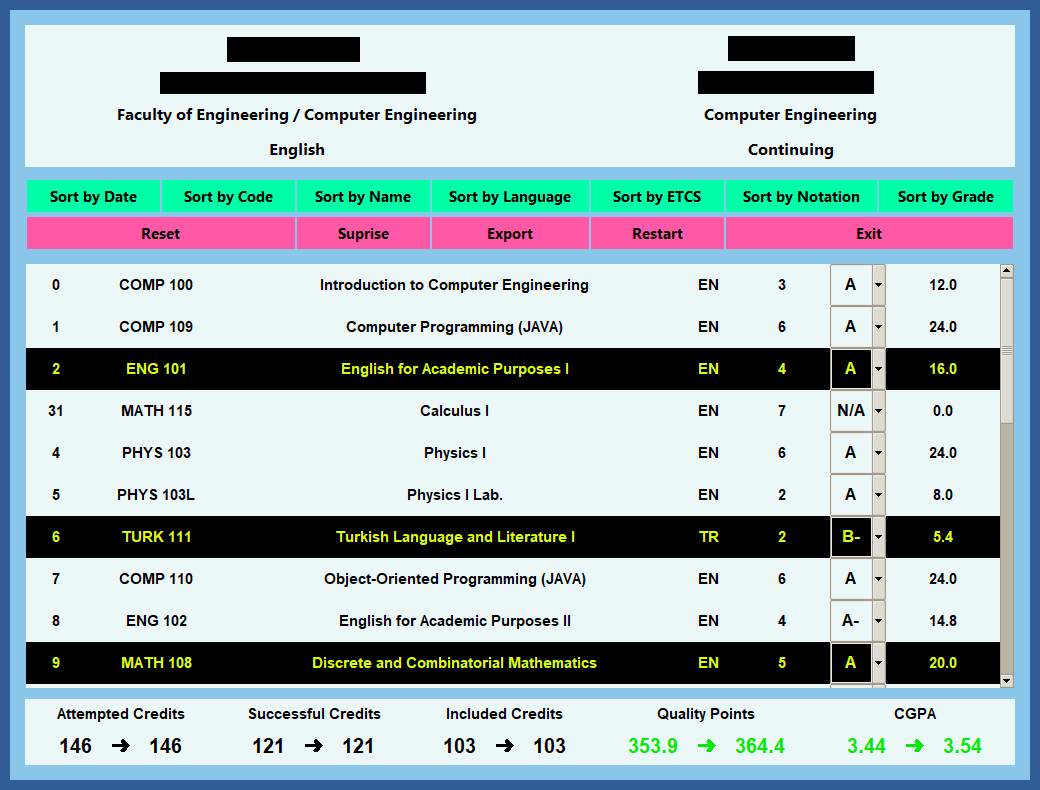 Faculty of Engineering / Computer Engineering Computer Engineering
English Continuing
Sort by Date Sort by Code Sort by Name Sort by Language Sort by ETCS Sort by Notation Sort by Grade
Reset Suprise Export Restart Exit
0 COMP 100 Introduction to Computer Engineering EN 3 A 12.0
1 COMP 109 Computer Programming (JAVA) EN 6 A 24.0
2 ENG 101 English for Academic Purposes I EN 4 A 16.0
31 MATH 115 Calculus I EN 7 N/A 0.0
4 PHYS 103 Physics I EN 6 A 24.0
5 PHYS 103L Physics I Lab. EN 2 A 8.0
6 TURK 111 Turkish Language and Literature I TR 2 B- 5.4
7 COMP 110 Object-Oriented Programming (JAVA) EN 6 A 24.0
8 ENG 102 English for Academic Purposes II EN 4 A- 14.8
9 MATH 108 Discrete and Combinatorial Mathematics EN 5 A 20.0
Attempted Credits Successful Credits Included Credits Quality Points CGPA
146 ➔ 146 121 ➔ 121 103 ➔ 103 353.9 ➔ 364.4 3.44 ➔ 3.54